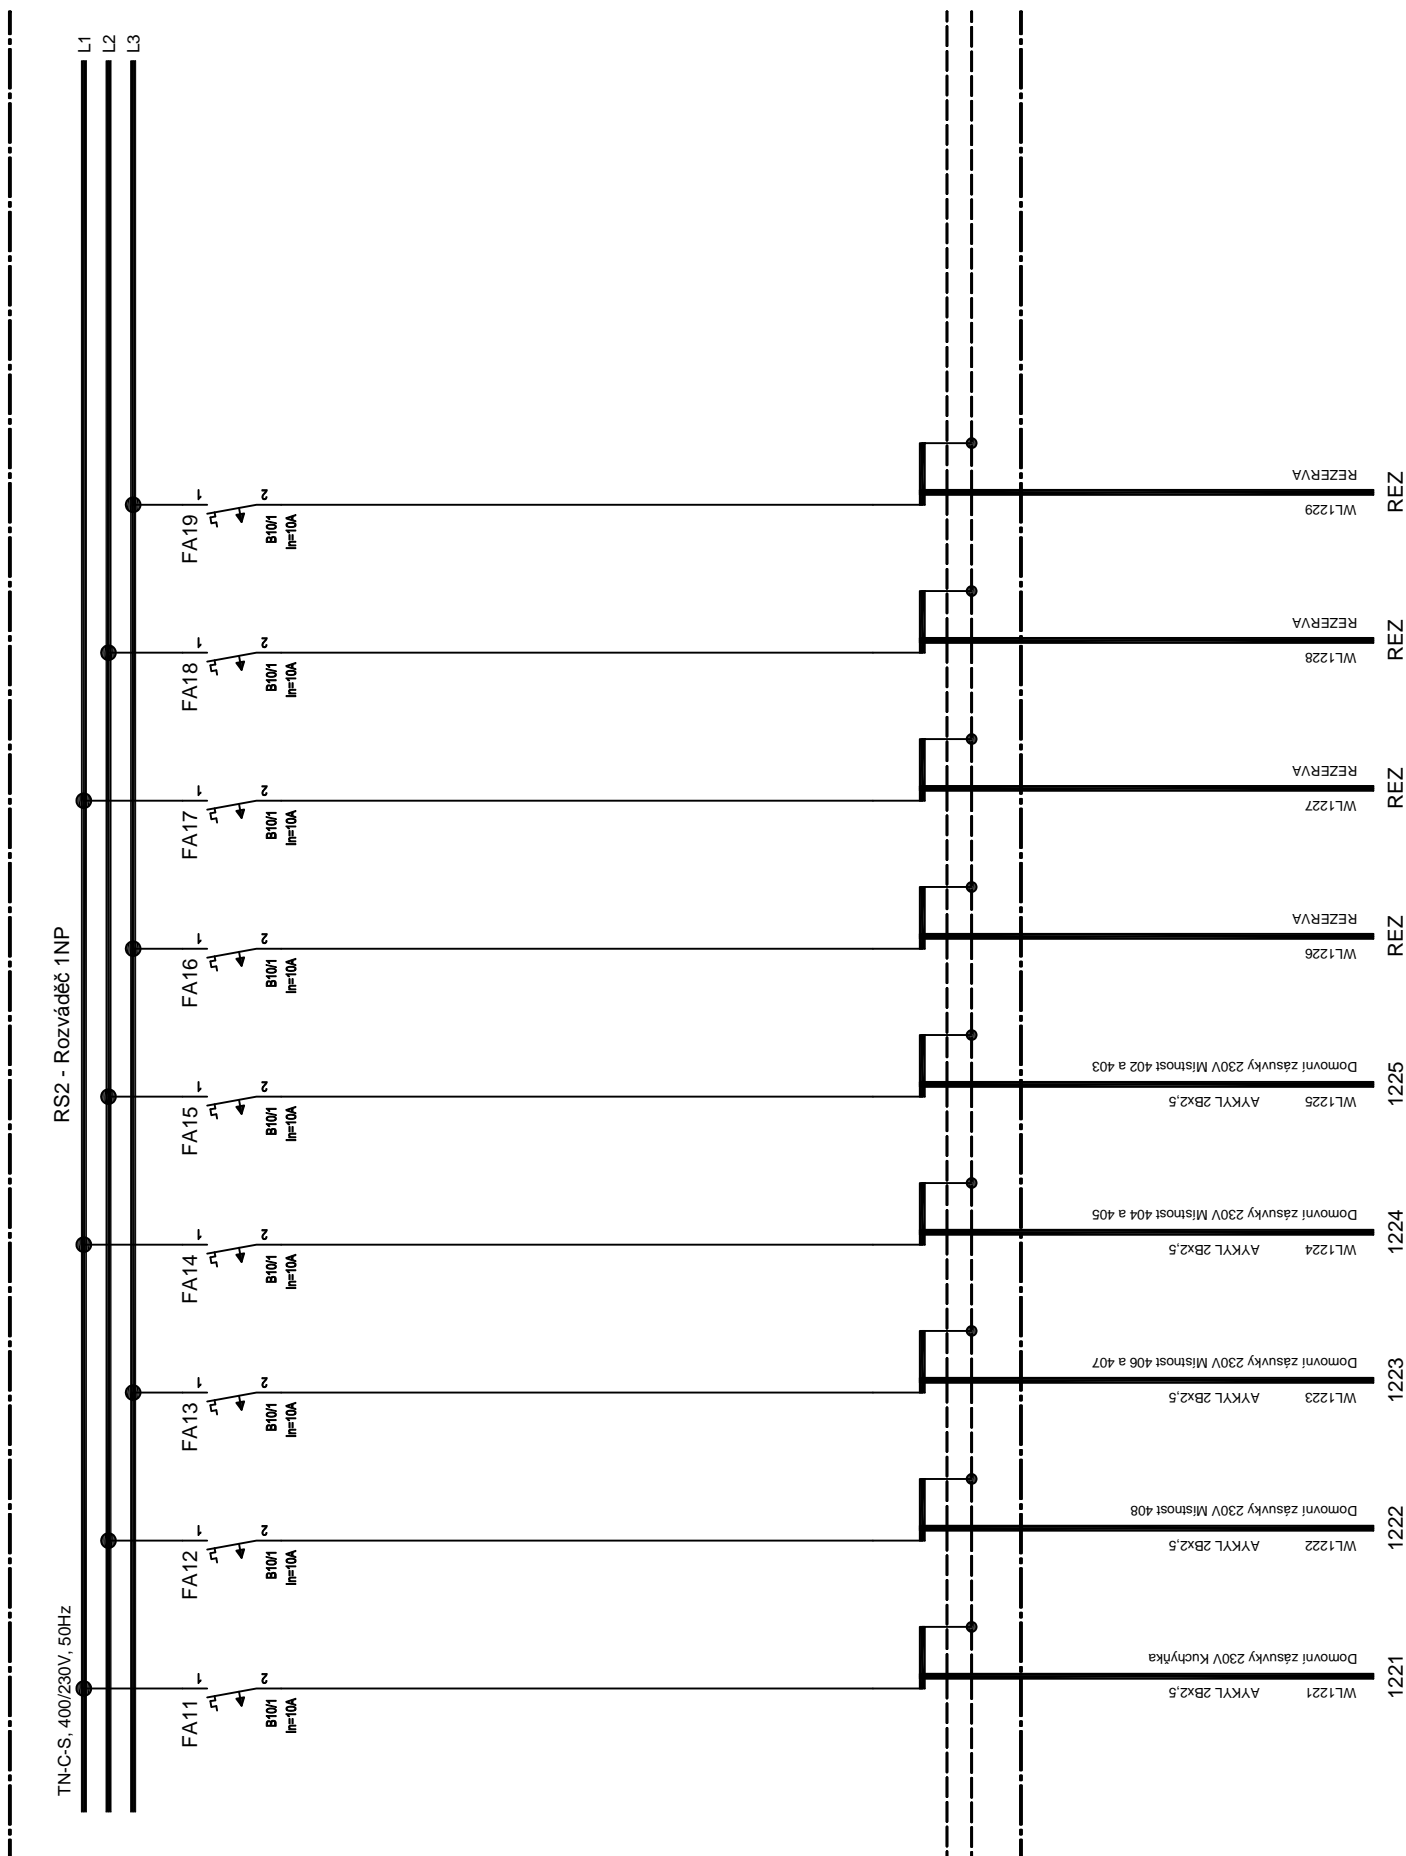 TN-C-S, 400/230V, 50Hz
RS2 - Rozváděč 1NP
L1
L2
L3
FA11
1
2
B10/1
In=10A
WL1221 AYKYL 2Bx2,5
Domovní zásuvky 230V Kuchyňka
1221
FA12
1
2
B10/1
In=10A
WL1222 AYKYL 2Bx2,5
Domovní zásuvky 230V Místnost 408
1222
FA13
1
2
B10/1
In=10A
WL1223 AYKYL 2Bx2,5
Domovní zásuvky 230V Místnost 406 a 407
1223
FA14
1
2
B10/1
In=10A
WL1224 AYKYL 2Bx2,5
Domovní zásuvky 230V Místnost 404 a 405
1224
FA15
1
2
B10/1
In=10A
WL1225 AYKYL 2Bx2,5
Domovní zásuvky 230V Místnost 402 a 403
1225
FA16
1
2
B10/1
In=10A
WL1226
REZERVA
REZ
FA17
1
2
B10/1
In=10A
WL1227
REZERVA
REZ
FA18
1
2
B10/1
In=10A
WL1228
REZERVA
REZ
FA19
1
2
B10/1
In=10A
WL1229
REZERVA
REZ